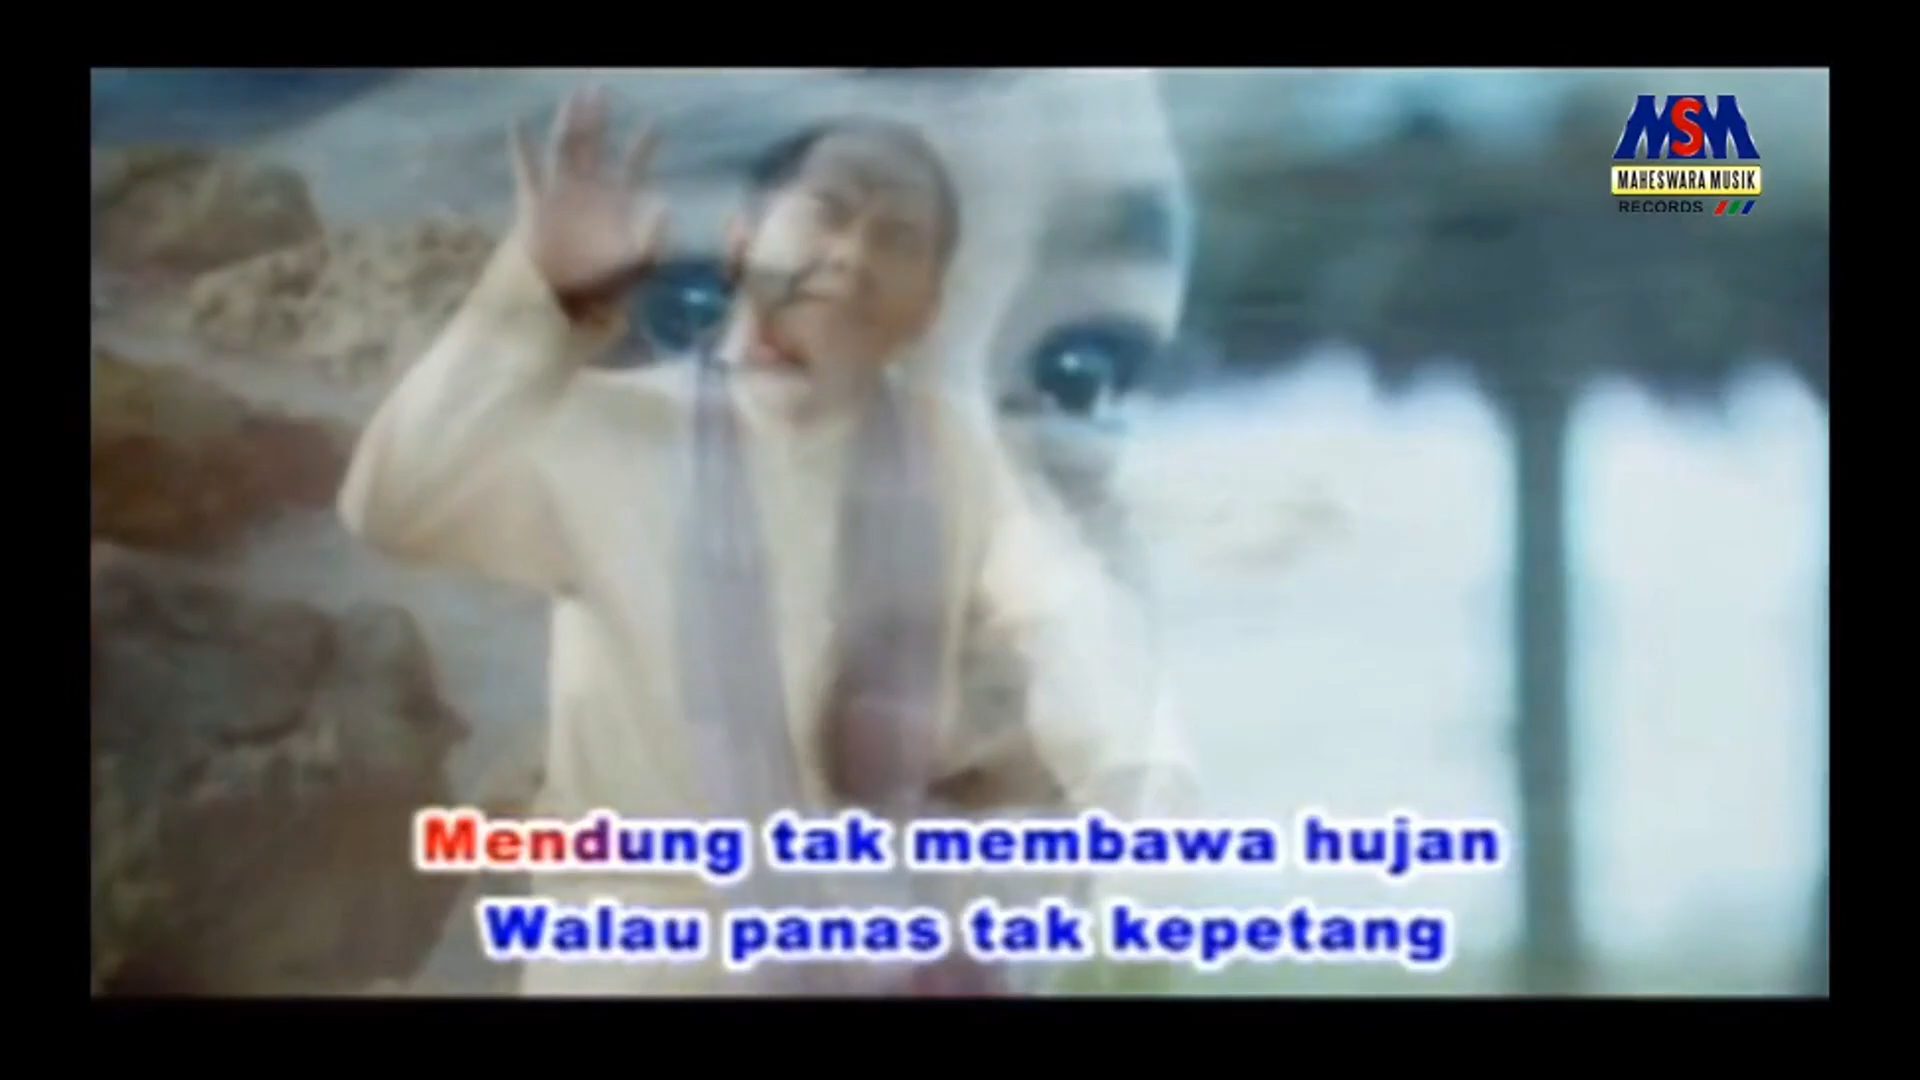 MSM
MAHESWARA MUSIK
RECORDS
Mendung tak membawa hujan
Walau panas tak kepetang